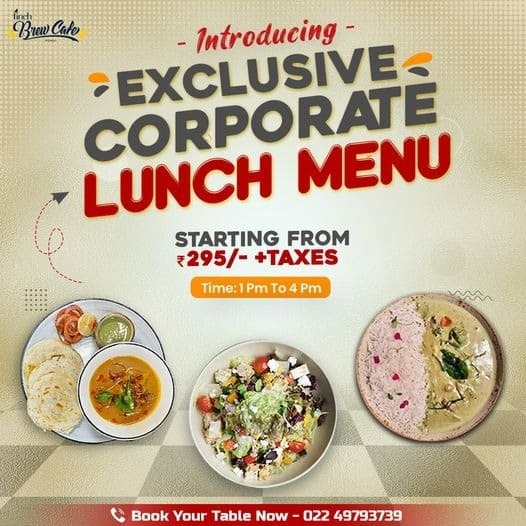 finch
Brew Cafe
- Introducing -
EXCLUSIVE
CORPORATE
LUNCH MENU
STARTING FROM
₹295/- +TAXES
Time: 1 Pm To 4 Pm
Book Your Table Now - 022 49793739